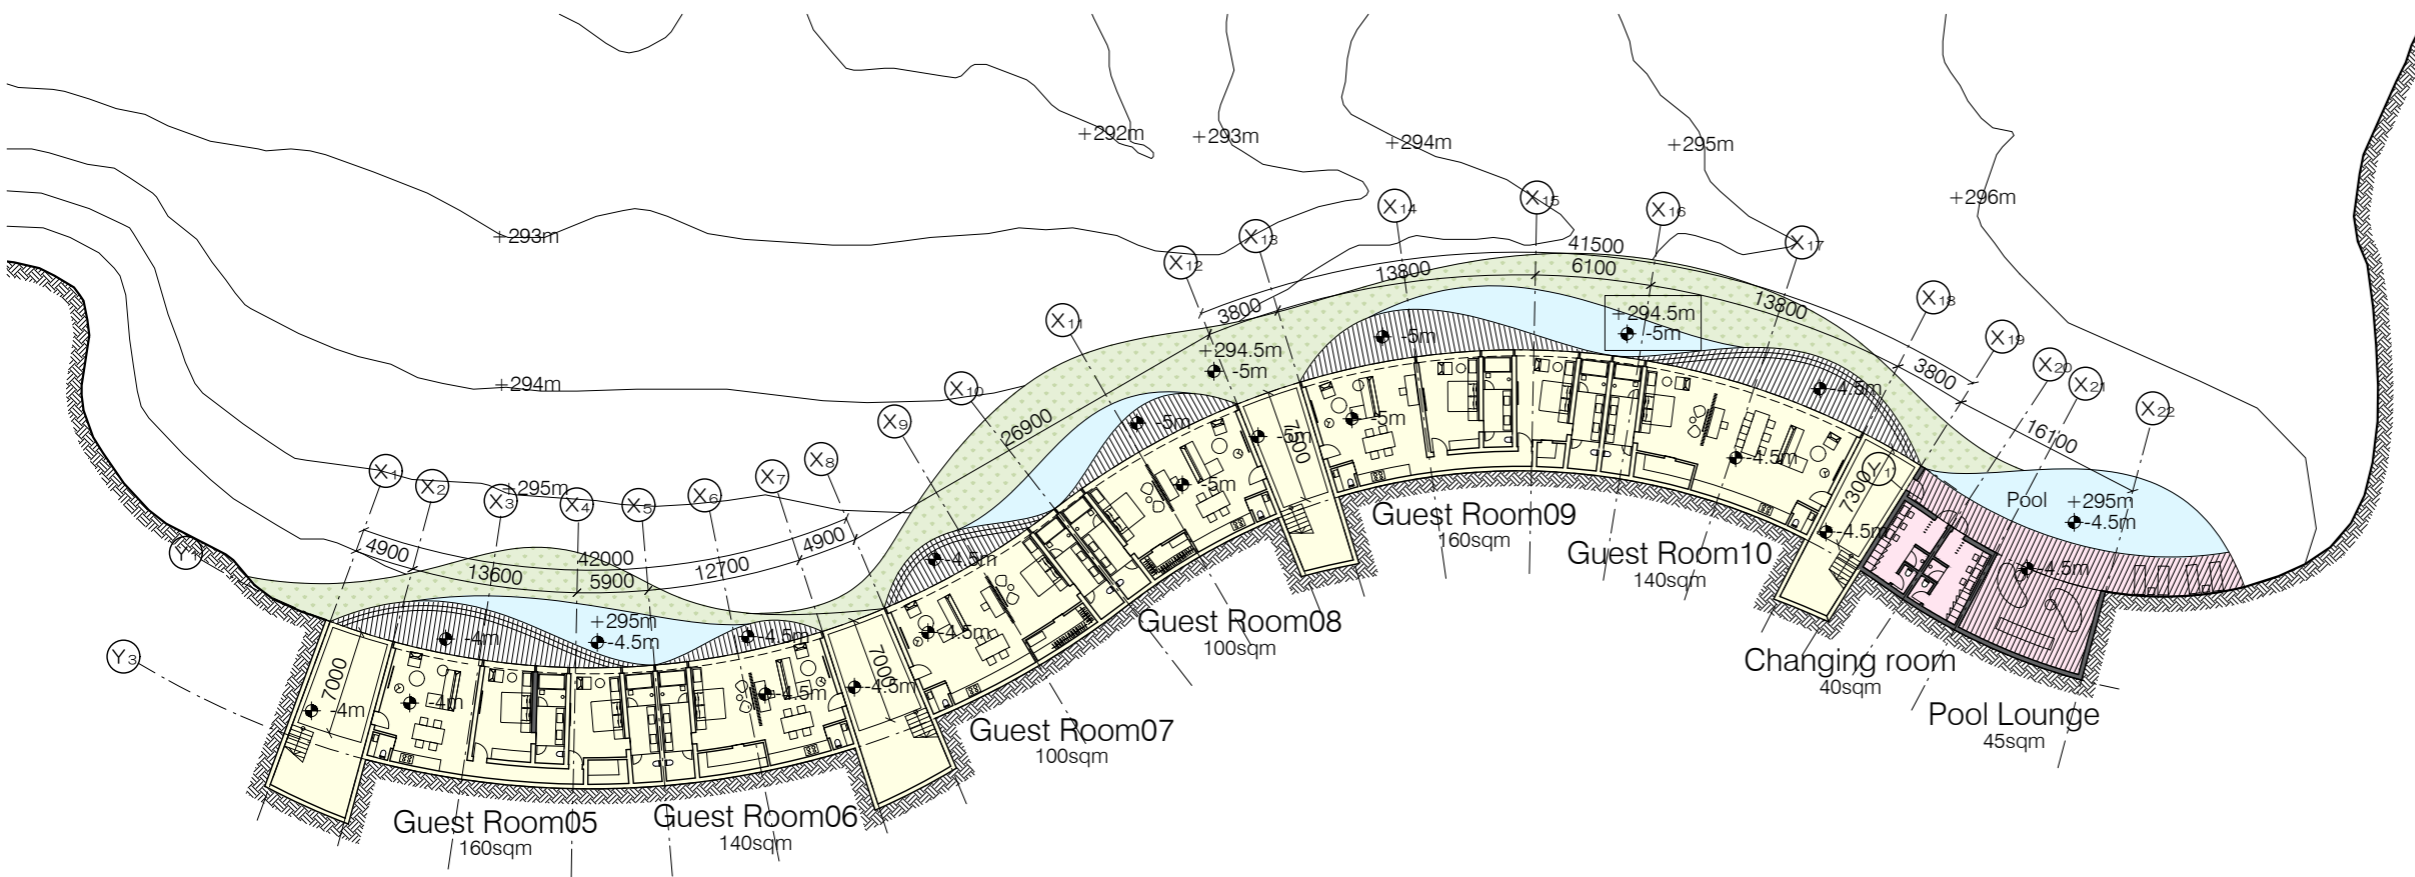 +292m
+293m
+294m
+295m
+296m
+293m
+294m
+295m
X1
X2
X3
X4
X5
X6
X7
X8
X9
X10
X11
X12
X13
X14
X15
X16
X17
X18
X19
X20
X21
X22
Y1
Y3
Y1
41500
3800
13800
6100
13800
3800
16100
26900
4900
42000
4900
13600
5900
12700
+294.5m
-5m
+294.5m
-5m
+295m
-4.5m
Pool
+295m
-4.5m
-5m
-4.5m
-5m
-4.5m
-4m
-4.5m
-5m
-5m
7300
-4.5m
-4.5m
-5m
-4.5m
-4.5m
7000
-4m
-4m
-4.5m
7000
-4.5m
Guest Room05
160sqm
Guest Room06
140sqm
Guest Room07
100sqm
Guest Room08
100sqm
Guest Room09
160sqm
Guest Room10
140sqm
Changing room
40sqm
Pool Lounge
45sqm